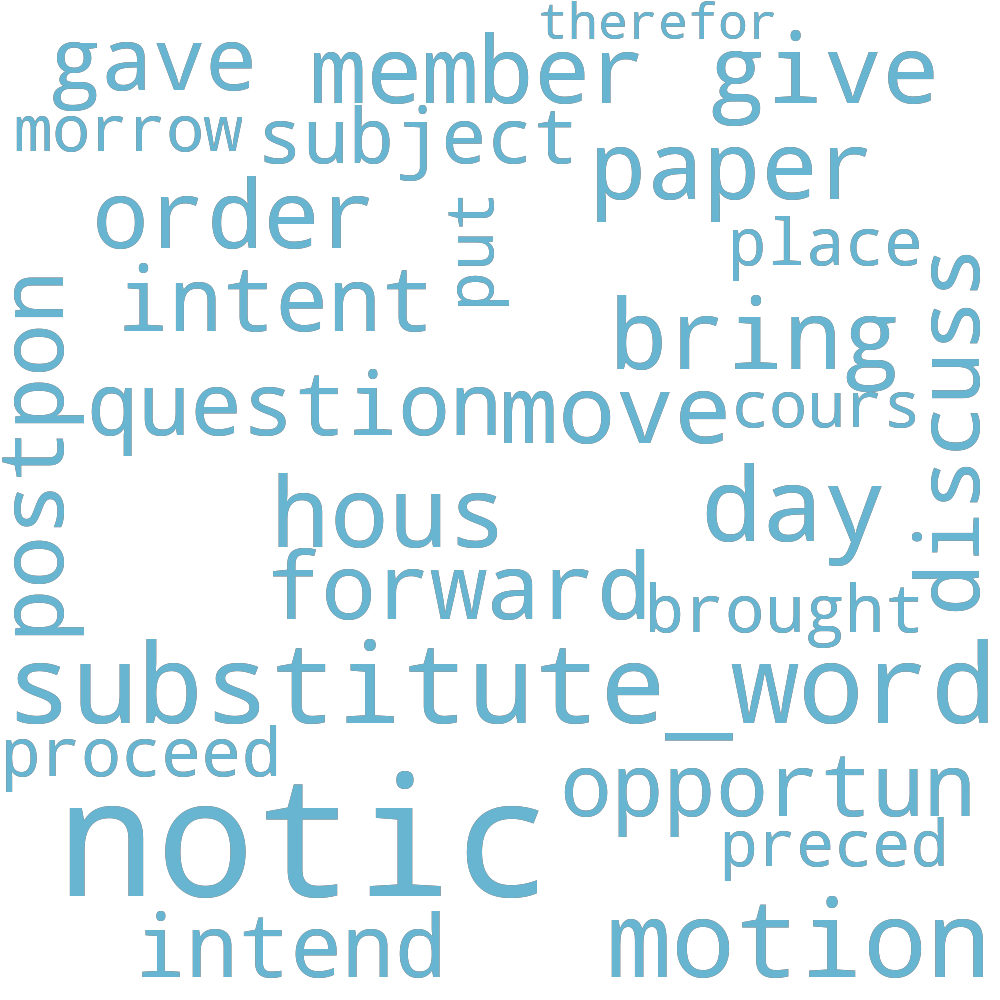 therefor
gave member give
morrow subject
paper
order put place
intent bring discuss
postpon
question move cours
hous day
forward brought
substitute_word
proceed
notic opportun
preced
intend motion